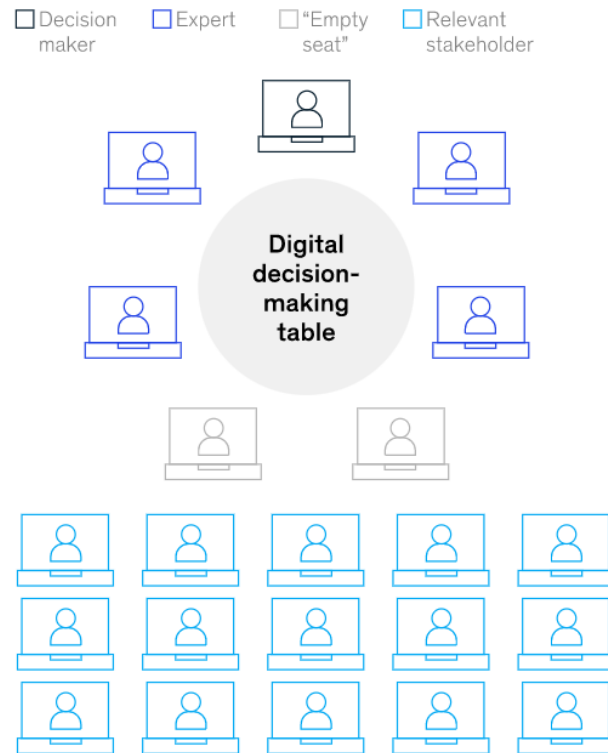 Decision maker
Expert
“Empty seat”
Relevant stakeholder
Digital
decision-
making
table